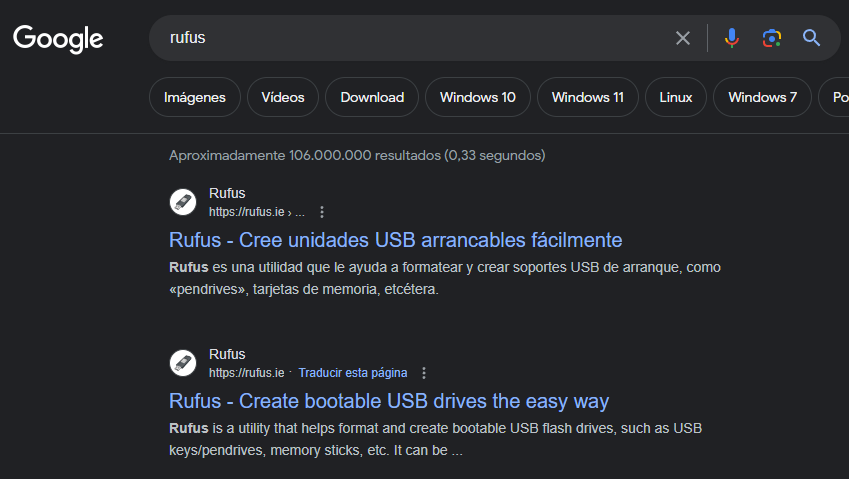 Google
rufus
Imágenes
Vídeos
Download
Windows 10
Windows 11
Linux
Windows 7
Po
Aproximadamente 106.000.000 resultados (0,33 segundos)
Rufus
https://rufus.ie › ...
Rufus - Cree unidades USB arrancables fácilmente
Rufus es una utilidad que le ayuda a formatear y crear soportes USB de arranque, como
«pendrives», tarjetas de memoria, etcétera.
Rufus
https://rufus.ie · Traducir esta página
Rufus - Create bootable USB drives the easy way
Rufus is a utility that helps format and create bootable USB flash drives, such as USB
keys/pendrives, memory sticks, etc. It can be ...